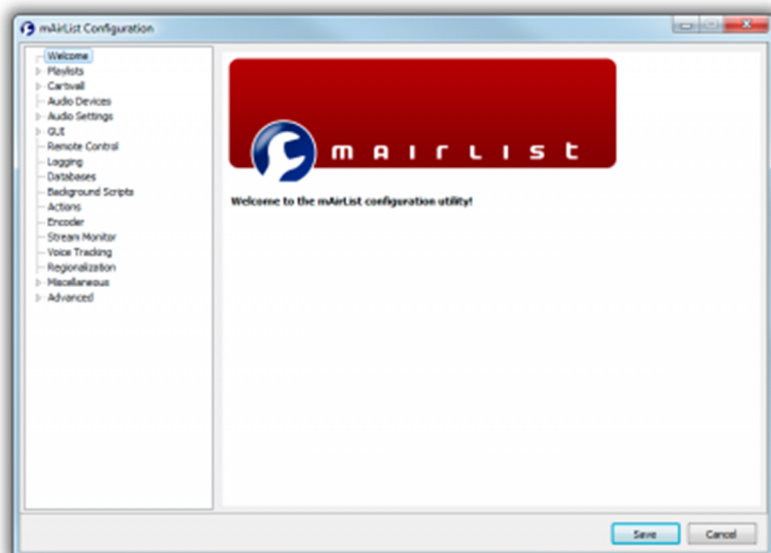 mAirList Configuration
Welcome
Playlists
Cartwall
Audio Devices
Audio Settings
GUI
Remote Control
Logging
Databases
Background Scripts
Actions
Encoder
Stream Monitor
Voice Tracking
Regionalization
Miscellaneous
Advanced
mAirList
Welcome to the mAirList configuration utility!
Save
Cancel